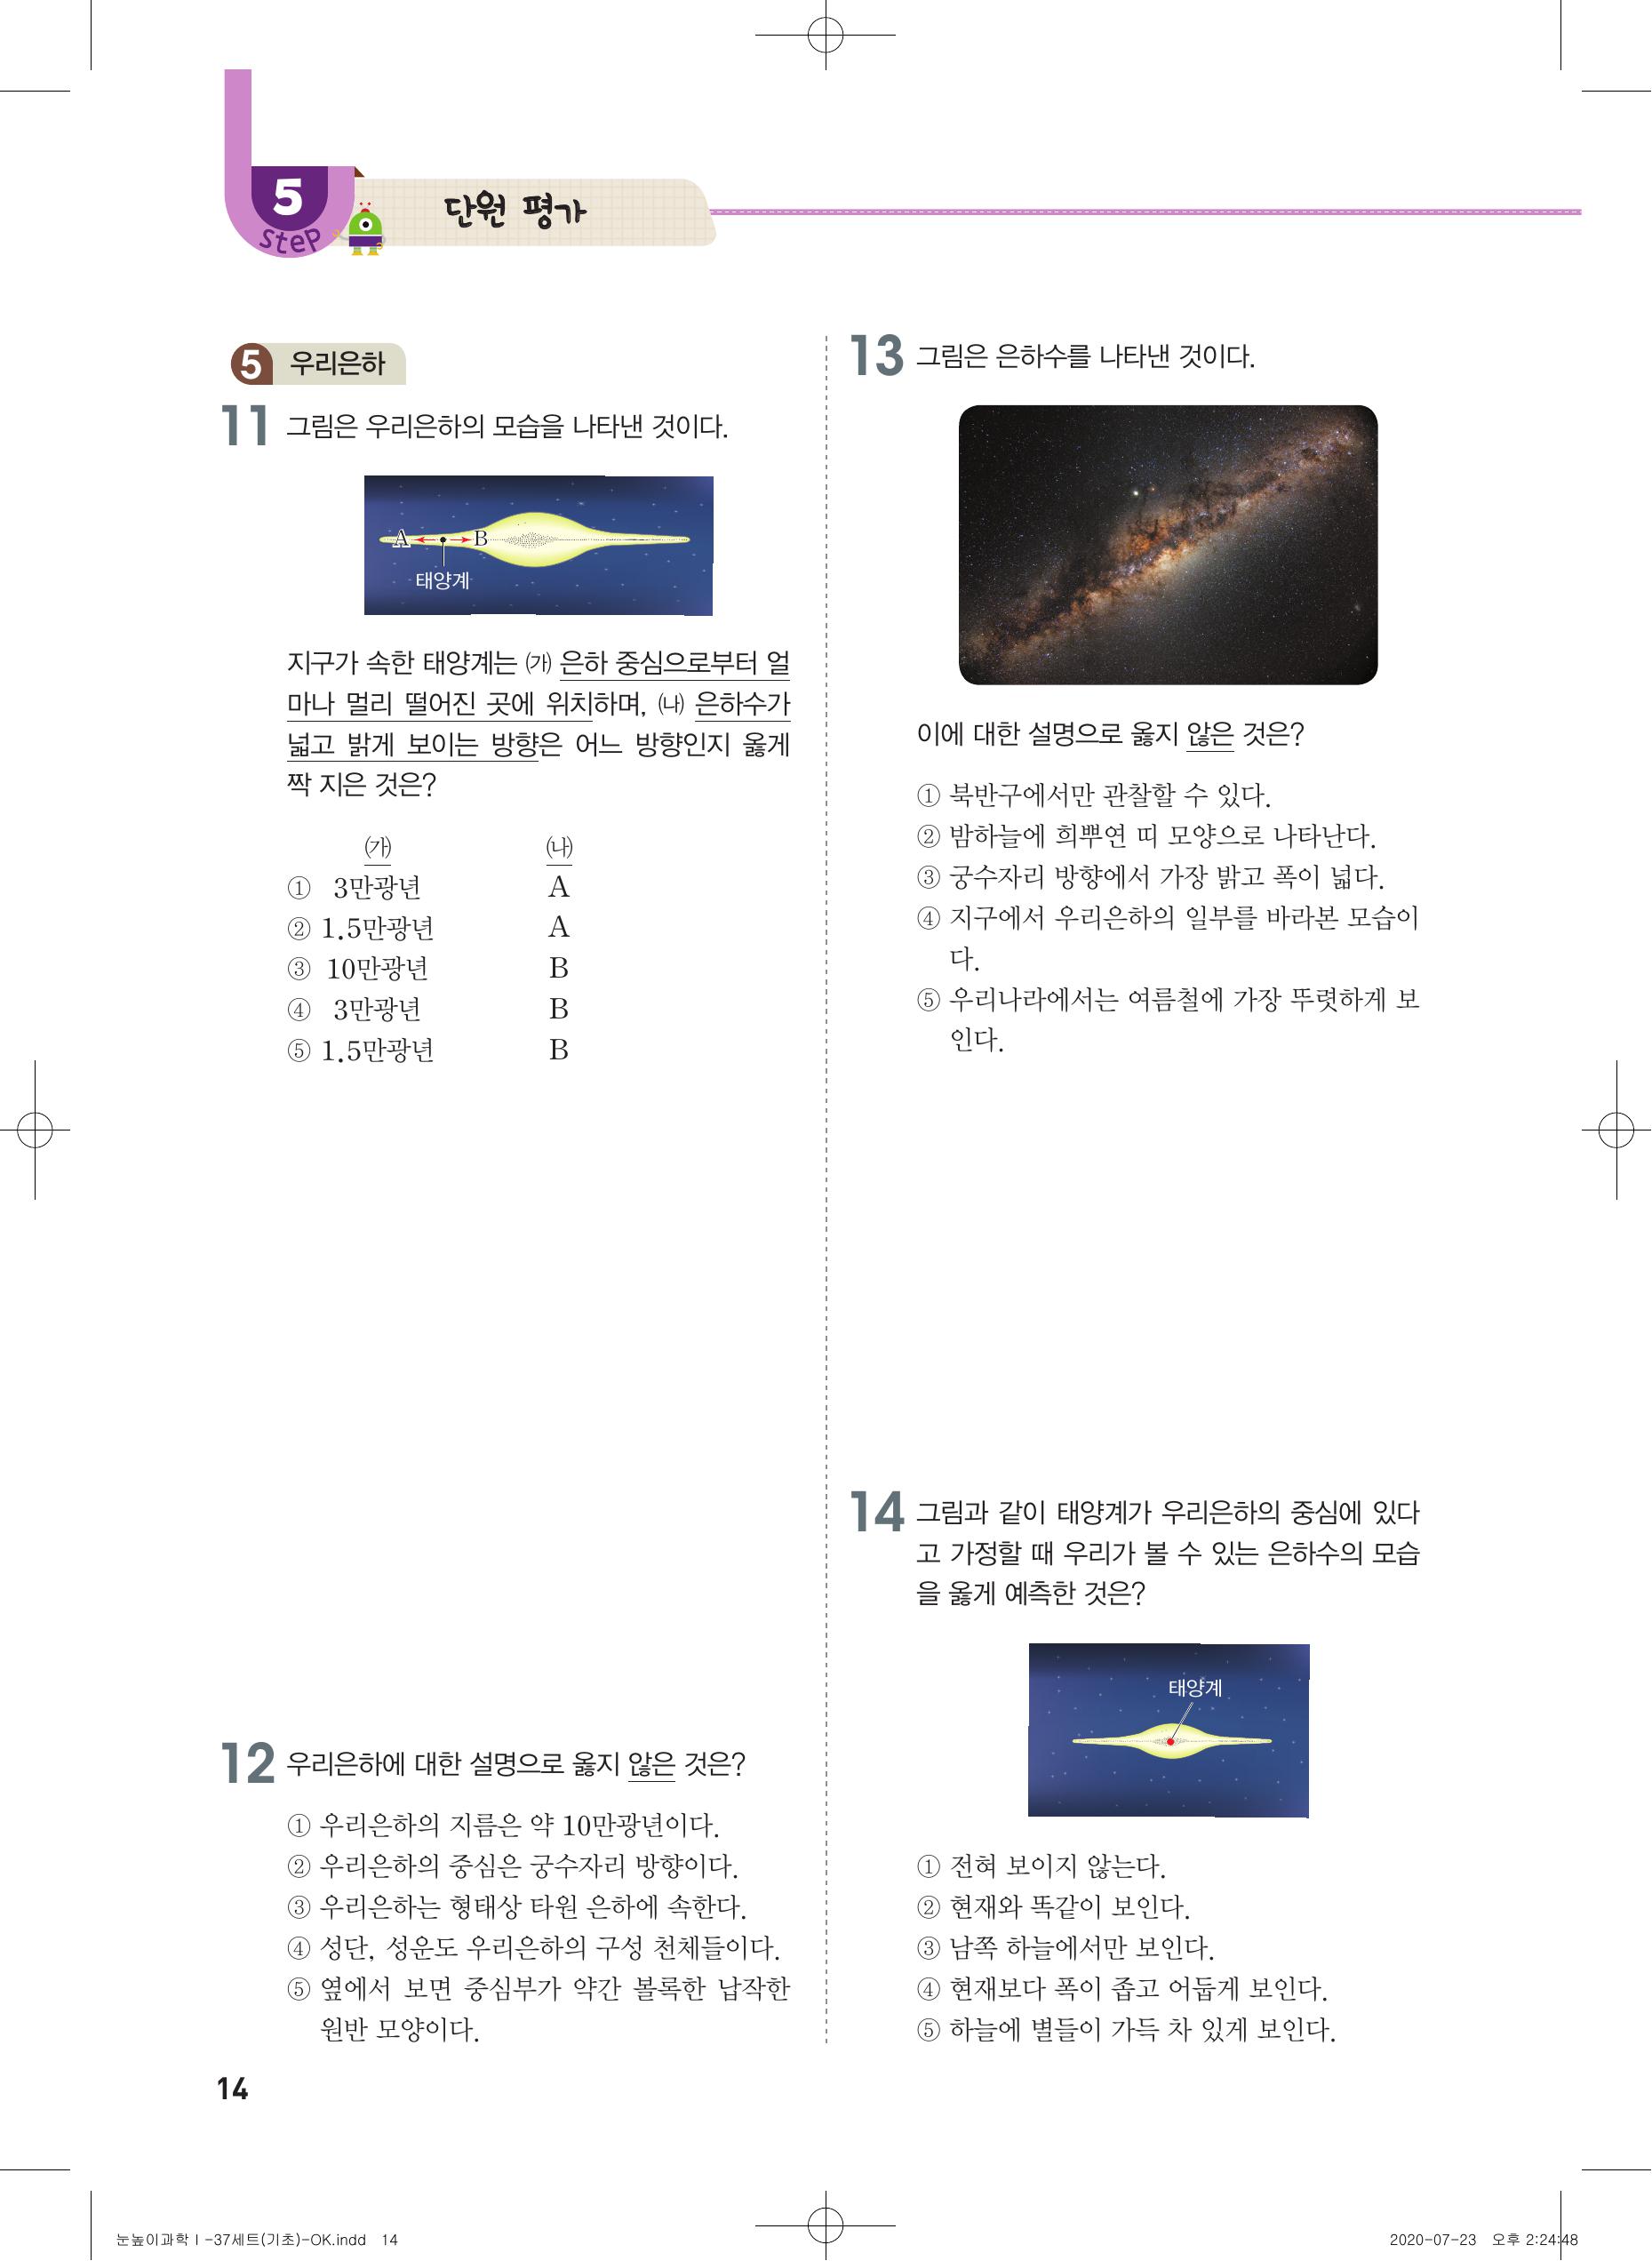 5
step
단원 평가
5 우리은하
11 그림은 우리은하의 모습을 나타낸 것이다.
A B
태양계
지구가 속한 태양계는 ㈎ 은하 중심으로부터 얼
마나 멀리 떨어진 곳에 위치하며, ㈏ 은하수가
넓고 밝게 보이는 방향은 어느 방향인지 옳게
짝 지은 것은?
㈎ ㈏
① 3만광년 A
② 1.5만광년 A
③ 10만광년 B
④ 3만광년 B
⑤ 1.5만광년 B
12 우리은하에 대한 설명으로 옳지 않은 것은?
① 우리은하의 지름은 약 10만광년이다.
② 우리은하의 중심은 궁수자리 방향이다.
③ 우리은하는 형태상 타원 은하에 속한다.
④ 성단, 성운도 우리은하의 구성 천체들이다.
⑤ 옆에서 보면 중심부가 약간 볼록한 납작한
원반 모양이다.
13 그림은 은하수를 나타낸 것이다.
이에 대한 설명으로 옳지 않은 것은?
① 북반구에서만 관찰할 수 있다.
② 밤하늘에 희뿌연 띠 모양으로 나타난다.
③ 궁수자리 방향에서 가장 밝고 폭이 넓다.
④ 지구에서 우리은하의 일부를 바라본 모습이
다.
⑤ 우리나라에서는 여름철에 가장 뚜렷하게 보
인다.
14 그림과 같이 태양계가 우리은하의 중심에 있다
고 가정할 때 우리가 볼 수 있는 은하수의 모습
을 옳게 예측한 것은?
태양계
① 전혀 보이지 않는다.
② 현재와 똑같이 보인다.
③ 남쪽 하늘에서만 보인다.
④ 현재보다 폭이 좁고 어둡게 보인다.
⑤ 하늘에 별들이 가득 차 있게 보인다.
14
눈높이과학Ⅰ-37세트(기초)-OK.indd 14
2020-07-23 오후 2:24:48